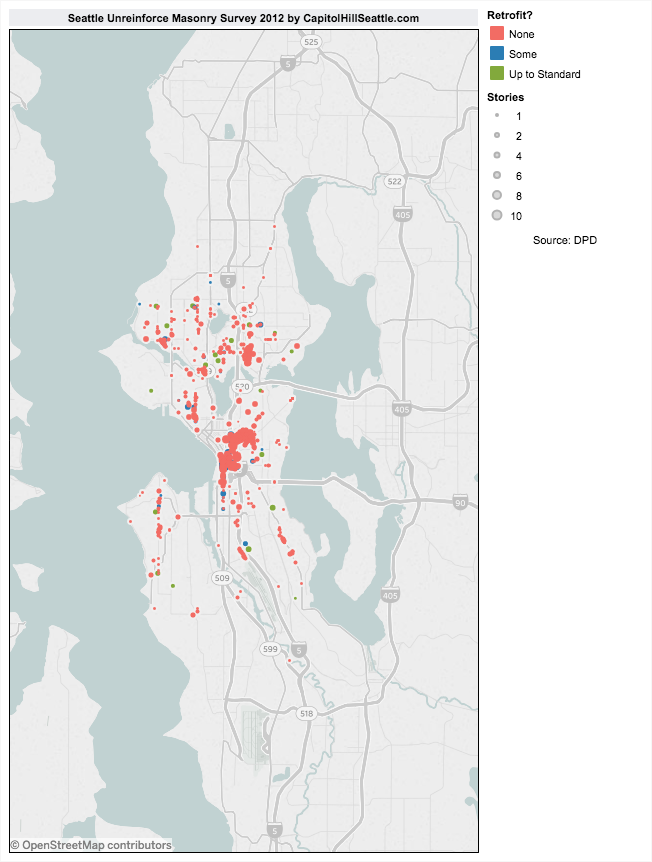 Seattle Unreinforce Masonry Survey 2012 by CapitolHillSeattle.com
Retrofit?
None
Some
Up to Standard
Stories
1
2
4
6
8
10
Source: DPD
525
5
522
405
5
520
405
90
509
405
599
5
518
5
© OpenStreetMap contributors